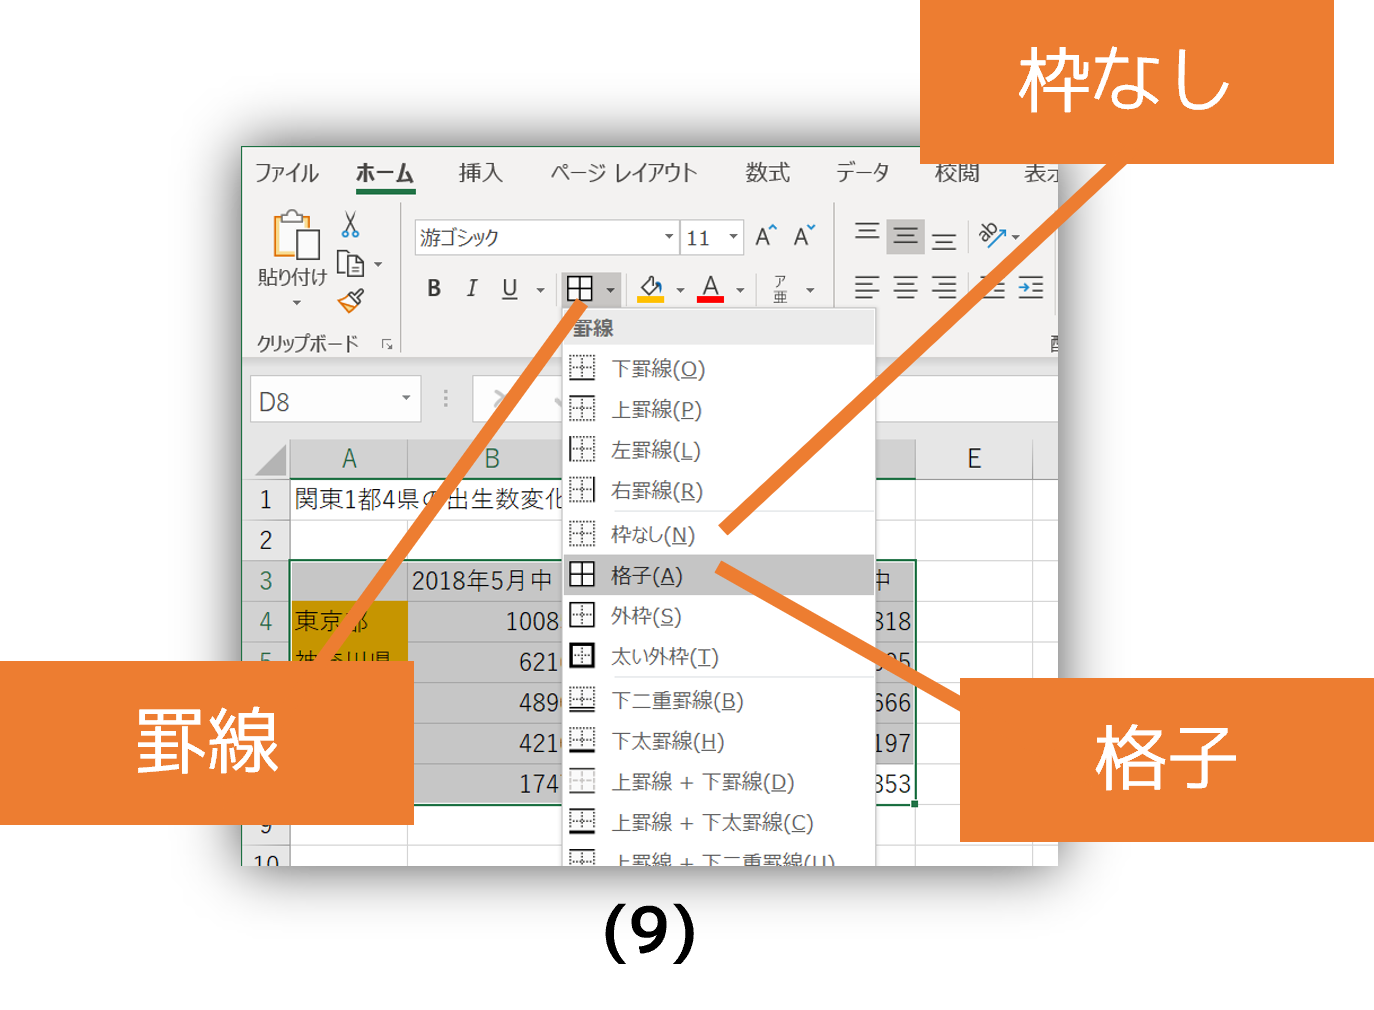 枠なし
ファイル ホーム 挿入 ページ レイアウト 数式 データ 校閲
游ゴシック 11 A A ab
貼り付け
B I U A ア亜
クリップボード
罫線
下罫線(O)
上罫線(P)
左罫線(L)
右罫線(R)
枠なし(N)
格子(A)
外枠(S)
太い外枠(T)
下二重罫線(B)
下太罫線(H)
上罫線 + 下罫線(D)
上罫線 + 下太罫線(C)
上罫線 + 下二重罫線(U)
D8
A B E
1 関東1都4県の出生数変化
2
3 2018年5月中 中
4 東京都 1008 818
5 神奈川県 621
489 666
421 197
174 353
9
10
罫線
格子
(9)